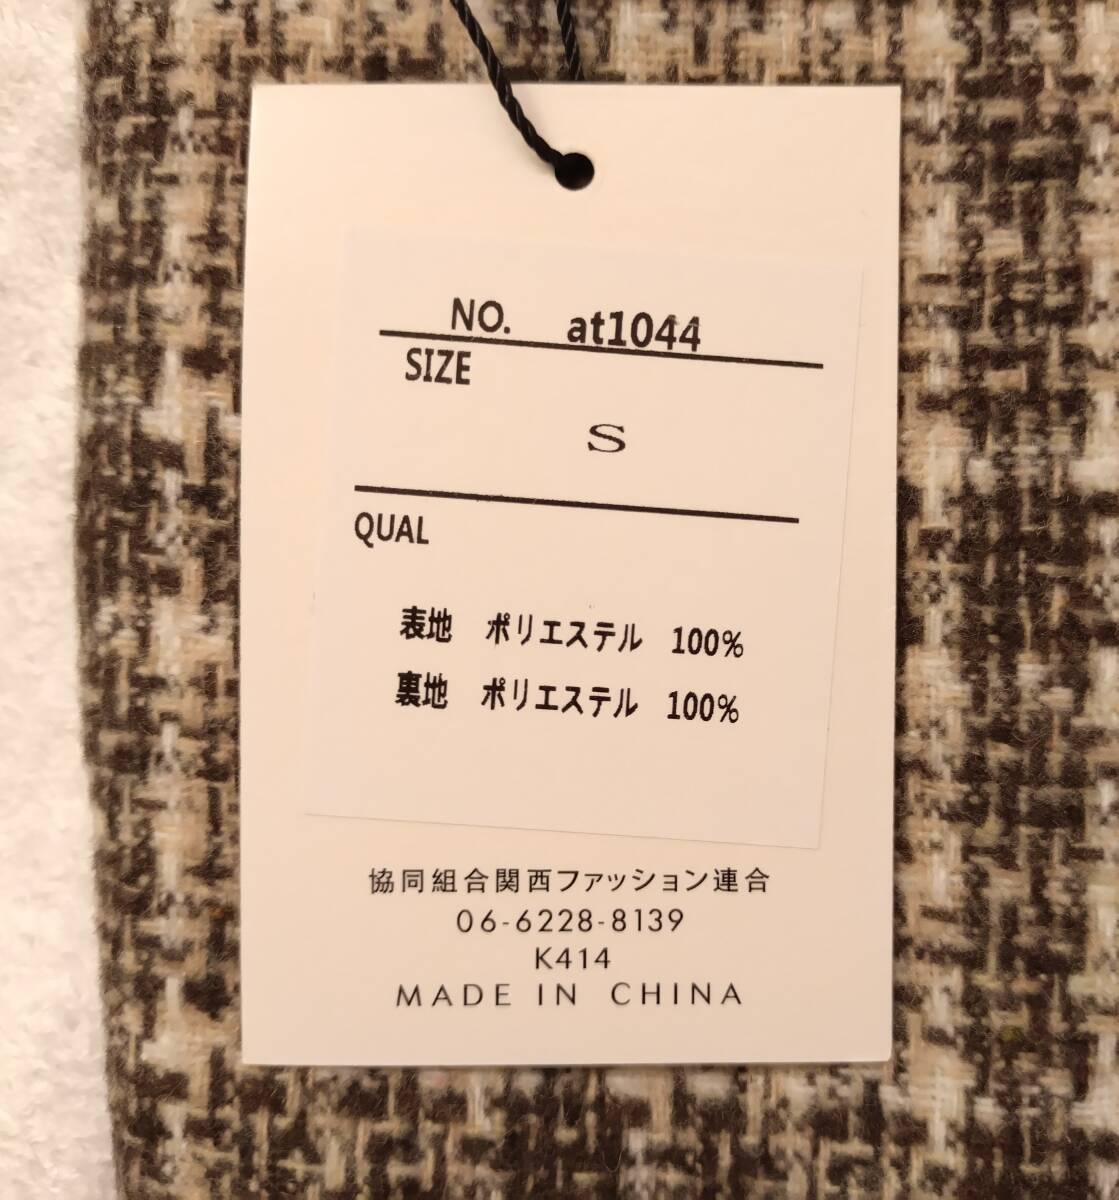 NO. at1044
SIZE
S
QUAL
表地 ポリエステル 100%
裏地 ポリエステル 100%
協同組合関西ファッション連合
06-6228-8139
K414
MADE IN CHINA